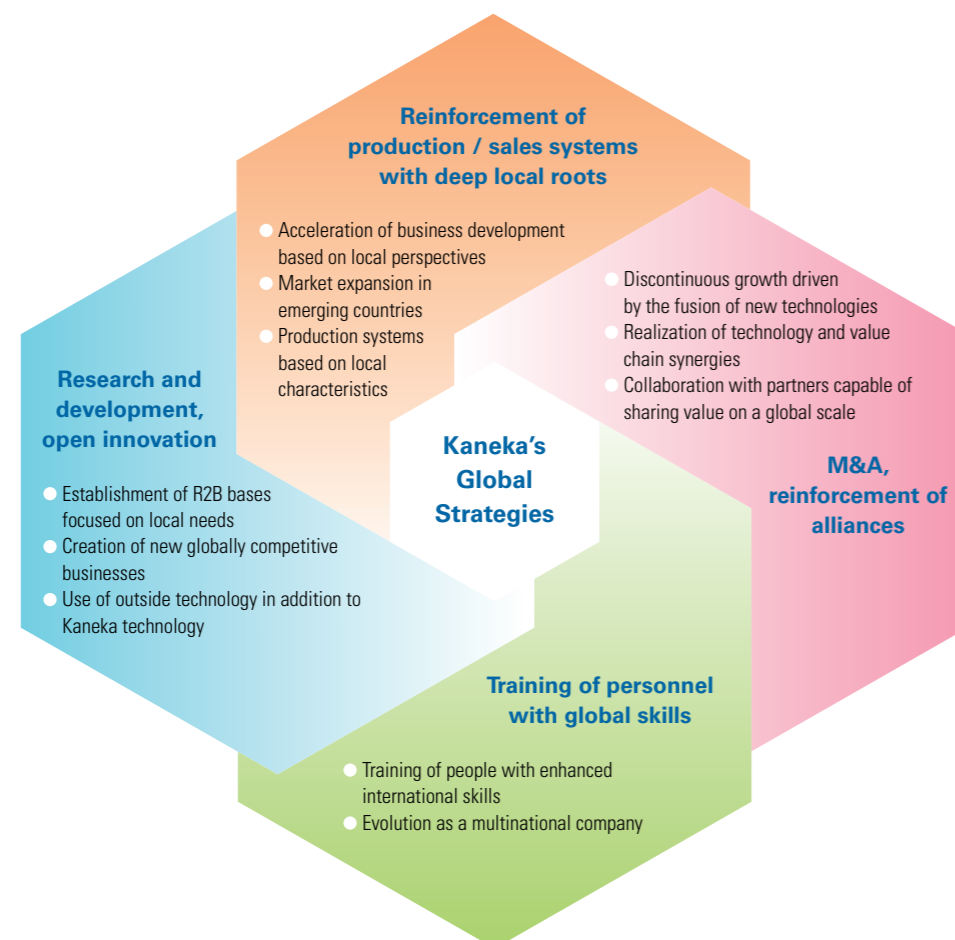 Reinforcement of
production / sales systems
with deep local roots
Acceleration of business development
based on local perspectives
Market expansion in
emerging countries
Production systems
based on local
characteristics
Discontinuous growth driven
by the fusion of new technologies
Realization of technology and value
chain synergies
Collaboration with partners capable of
sharing value on a global scale
M&A,
reinforcement of
alliances
Research and
development,
open innovation
Establishment of R2B bases
focused on local needs
Creation of new globally competitive
businesses
Use of outside technology in addition to
Kaneka technology
Kaneka’s
Global
Strategies
Training of personnel
with global skills
Training of people with enhanced
international skills
Evolution as a multinational company